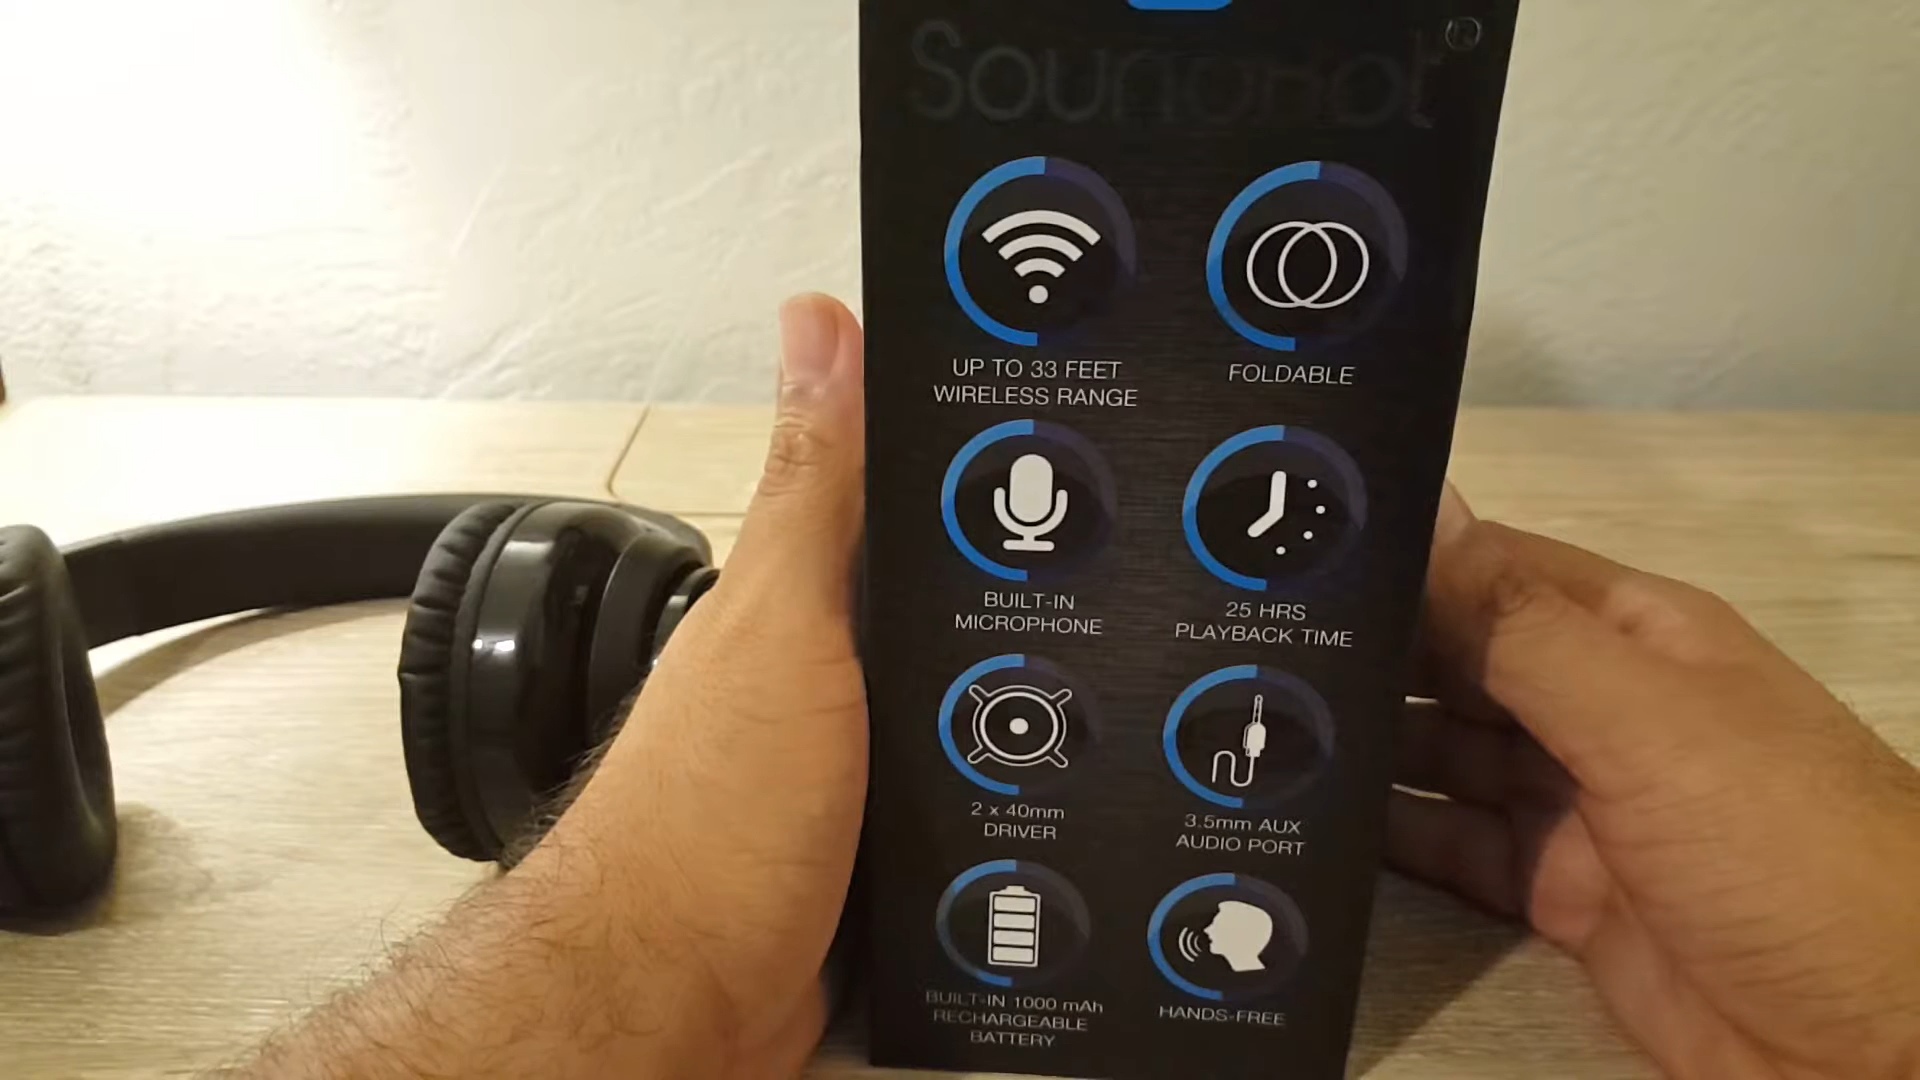 UP TO 33 FEET
WIRELESS RANGE
FOLDABLE
BUILT-IN
MICROPHONE
25 HRS
PLAYBACK TIME
2 x 40mm
DRIVER
3.5mm AUX
AUDIO PORT
BUILT-IN 1000 mAh
RECHARGEABLE
BATTERY
HANDS-FREE